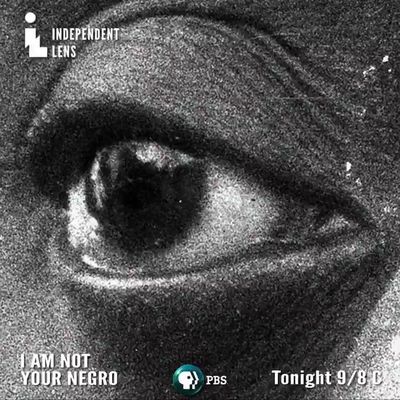 INDEPENDENT
LENS
I AM NOT
YOUR NEGRO
PBS
Tonight 9/8 C